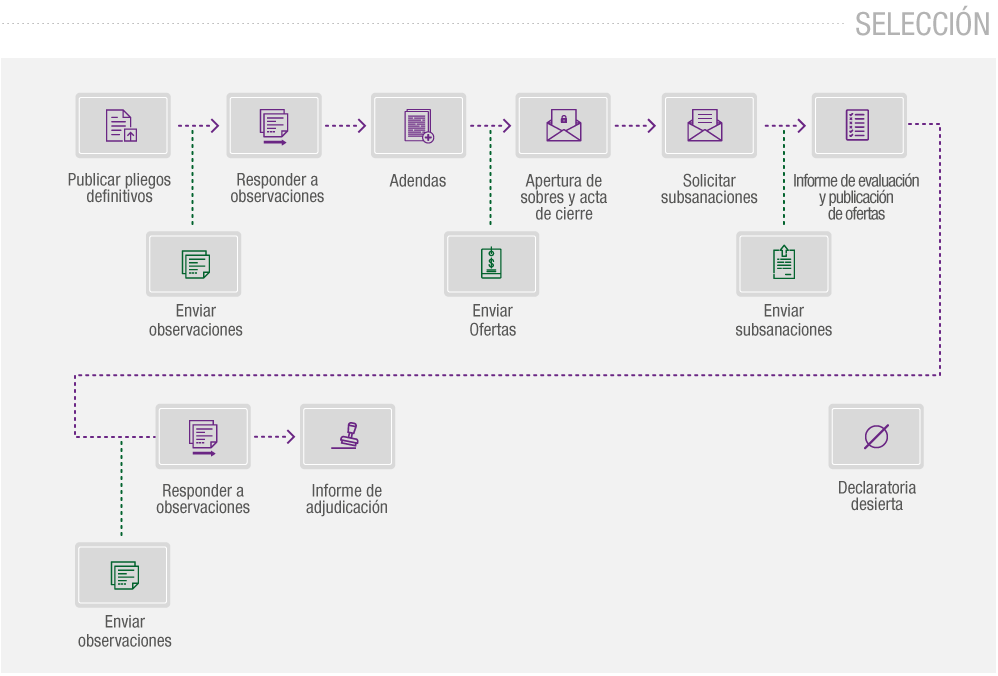 SELECCIÓN
Publicar pliegos
definitivos
Responder a
observaciones
Adendas
Apertura de
sobres y acta
de cierre
Solicitar
subsanaciones
Informe de evaluación
y publicación
de ofertas
Enviar
observaciones
Enviar
Ofertas
Enviar
subsanaciones
Responder a
observaciones
Informe de
adjudicación
Declaratoria
desierta
Enviar
observaciones